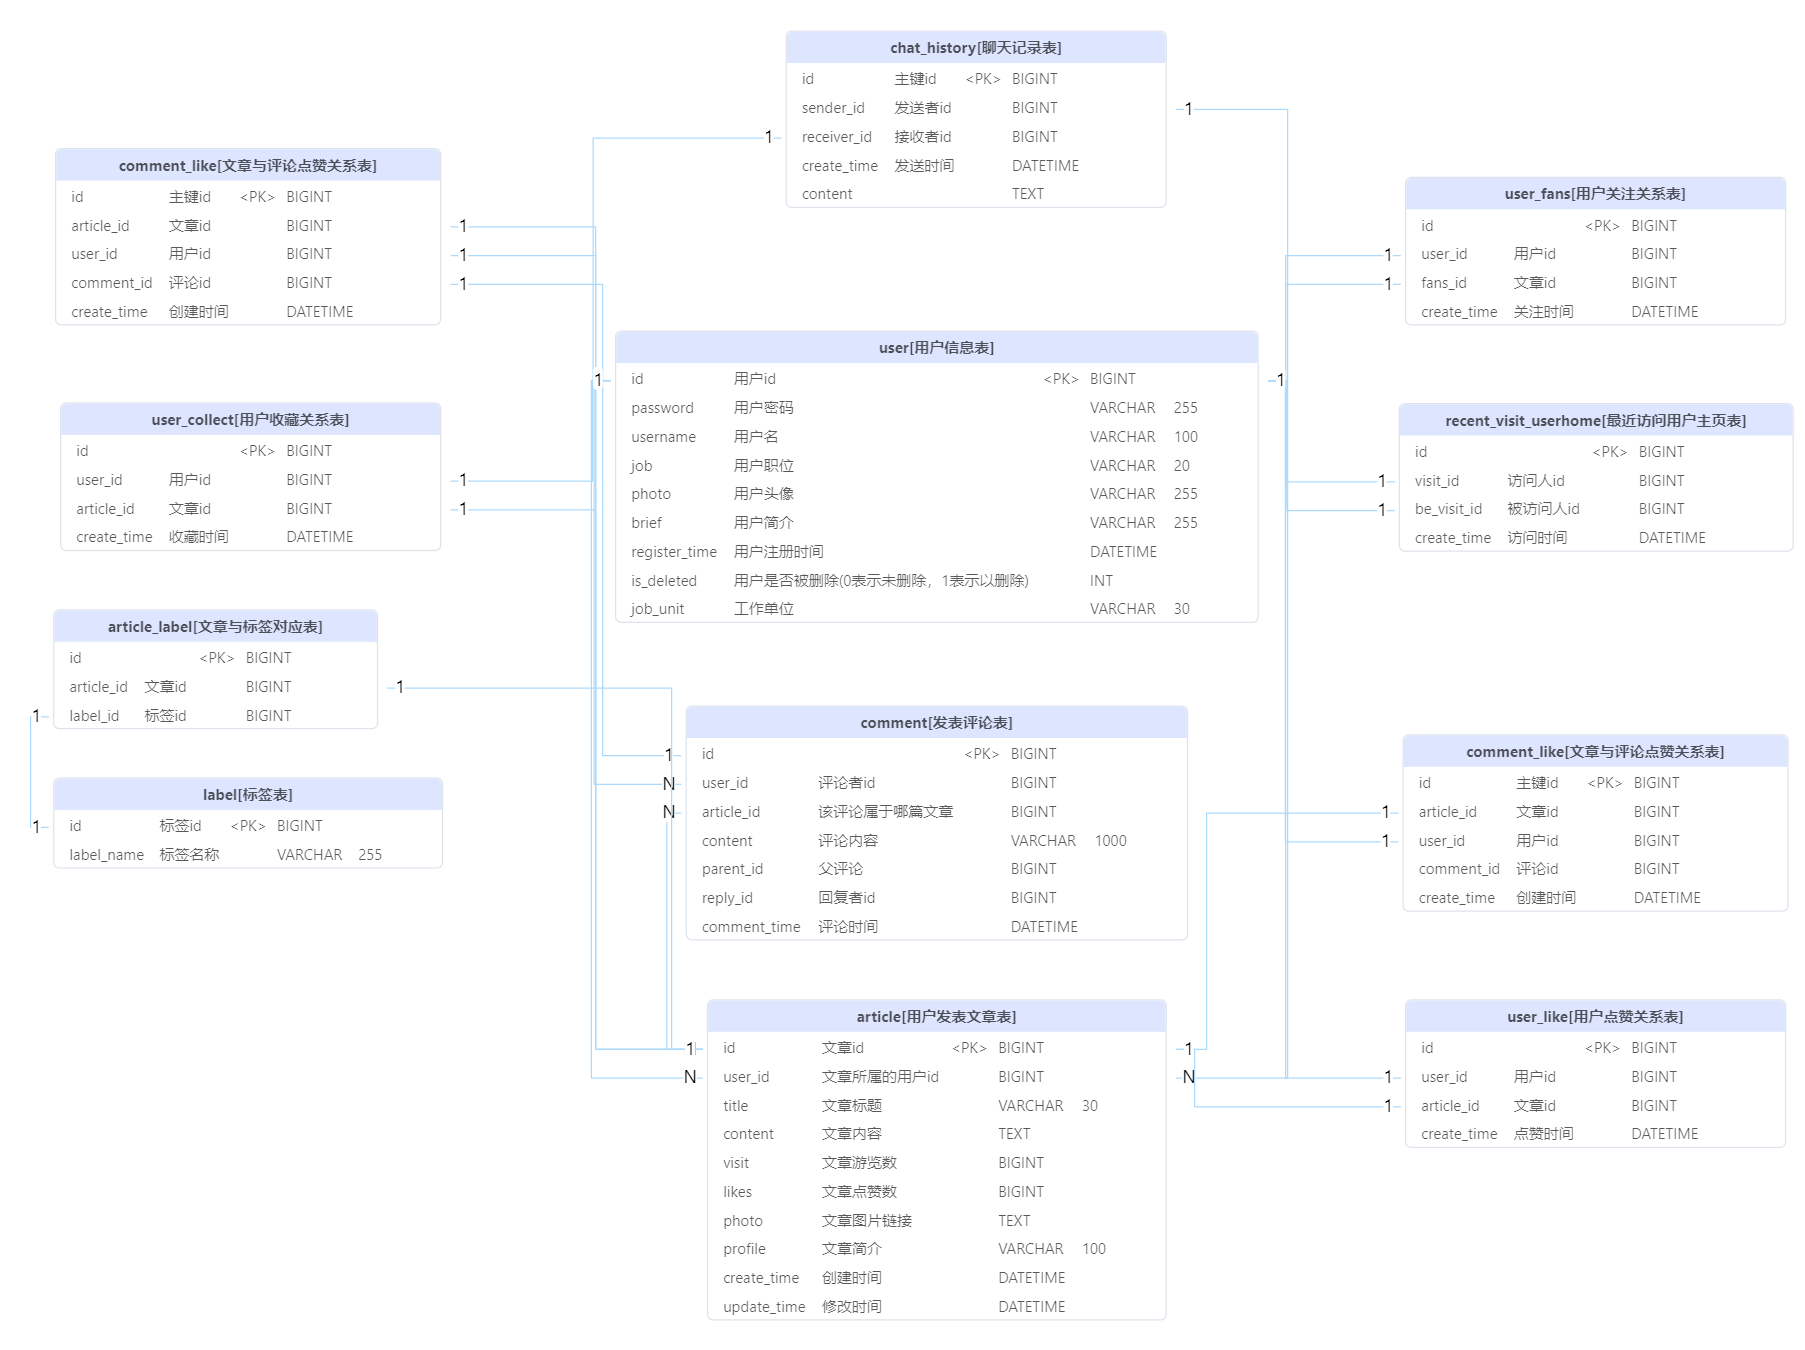 chat_history[聊天记录表]
id 主键id <PK> BIGINT
sender_id 发送者id BIGINT
receiver_id 接收者id BIGINT
create_time 发送时间 DATETIME
content TEXT
1
1
comment_like[文章与评论点赞关系表]
id 主键id <PK> BIGINT
article_id 文章id BIGINT
user_id 用户id BIGINT
comment_id 评论id BIGINT
create_time 创建时间 DATETIME
1
1
1
user_fans[用户关注关系表]
id <PK> BIGINT
user_id 用户id BIGINT
fans_id 文章id BIGINT
create_time 关注时间 DATETIME
1
1
user[用户信息表]
id 用户id <PK> BIGINT
password 用户密码 VARCHAR 255
username 用户名 VARCHAR 100
job 用户职位 VARCHAR 20
photo 用户头像 VARCHAR 255
brief 用户简介 VARCHAR 255
register_time 用户注册时间 DATETIME
is_deleted 用户是否被删除(0表示未删除，1表示以删除) INT
job_unit 工作单位 VARCHAR 30
1
1
user_collect[用户收藏关系表]
id <PK> BIGINT
user_id 用户id BIGINT
article_id 文章id BIGINT
create_time 收藏时间 DATETIME
1
1
recent_visit_userhome[最近访问用户主页表]
id <PK> BIGINT
visit_id 访问人id BIGINT
be_visit_id 被访问人id BIGINT
create_time 访问时间 DATETIME
1
1
article_label[文章与标签对应表]
id <PK> BIGINT
article_id 文章id BIGINT
label_id 标签id BIGINT
1
1
label[标签表]
id 标签id <PK> BIGINT
label_name 标签名称 VARCHAR 255
1
comment[发表评论表]
id <PK> BIGINT
user_id 评论者id BIGINT
article_id 该评论属于哪篇文章 BIGINT
content 评论内容 VARCHAR 1000
parent_id 父评论 BIGINT
reply_id 回复者id BIGINT
comment_time 评论时间 DATETIME
1
N
N
comment_like[文章与评论点赞关系表]
id 主键id <PK> BIGINT
article_id 文章id BIGINT
user_id 用户id BIGINT
comment_id 评论id BIGINT
create_time 创建时间 DATETIME
1
1
article[用户发表文章表]
id 文章id <PK> BIGINT
user_id 文章所属的用户id BIGINT
title 文章标题 VARCHAR 30
content 文章内容 TEXT
visit 文章游览数 BIGINT
likes 文章点赞数 BIGINT
photo 文章图片链接 TEXT
profile 文章简介 VARCHAR 100
create_time 创建时间 DATETIME
update_time 修改时间 DATETIME
1
N
1
N
user_like[用户点赞关系表]
id <PK> BIGINT
user_id 用户id BIGINT
article_id 文章id BIGINT
create_time 点赞时间 DATETIME
1
1